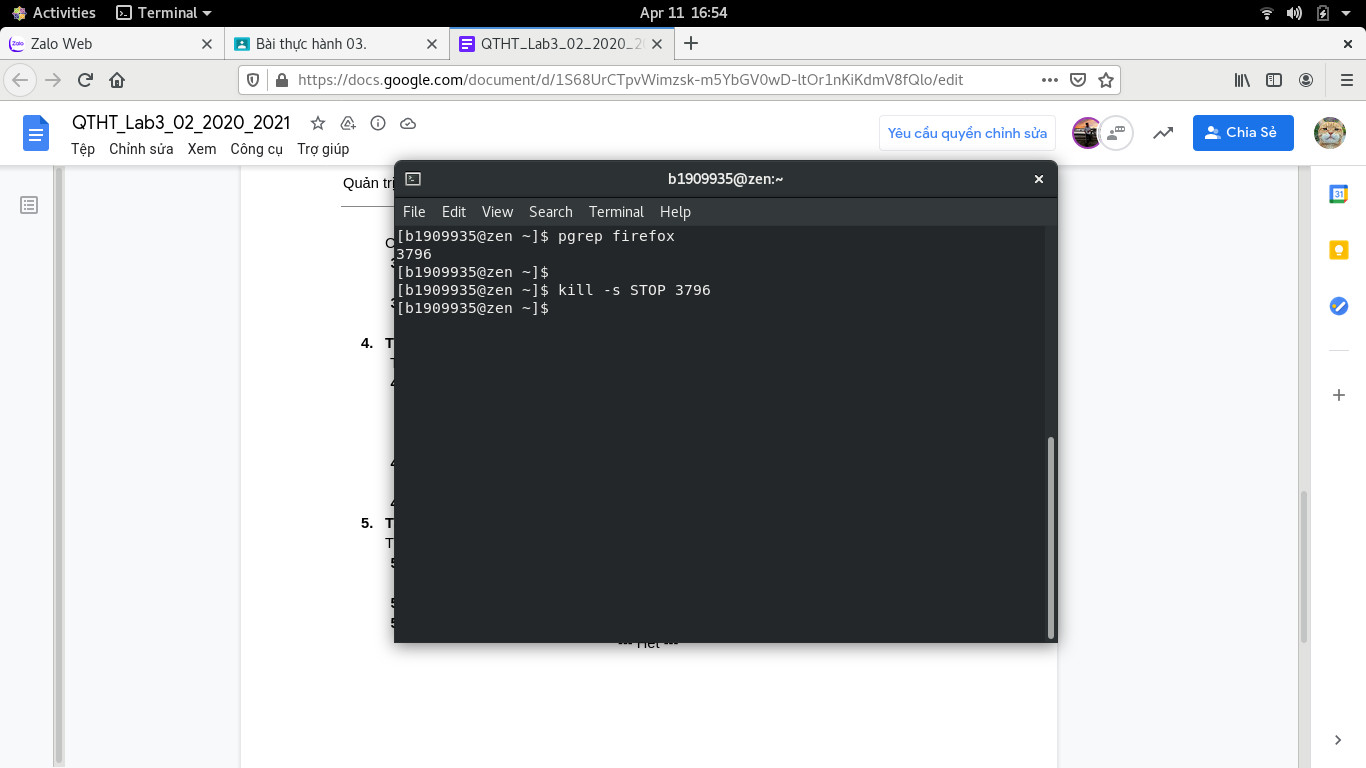 Activities Terminal Apr 11 16:54
Zalo Web Bài thực hành 03. QTHT_Lab3_02_2020_2
https://docs.google.com/document/d/1S68UrCTpvWimzsk-m5YbGV0wD-ltOr1nKiKdmV8fQlo/edit
QTHT_Lab3_02_2020_2021
Tệp Chỉnh sửa Xem Công cụ Trợ giúp
Yêu cầu quyền chỉnh sửa
Chia Sẻ
Quản trị
4.
5.
--- Hết ---
b1909935@zen:~
File Edit View Search Terminal Help
[b1909935@zen ~]$ pgrep firefox
3796
[b1909935@zen ~]$
[b1909935@zen ~]$ kill -s STOP 3796
[b1909935@zen ~]$
31